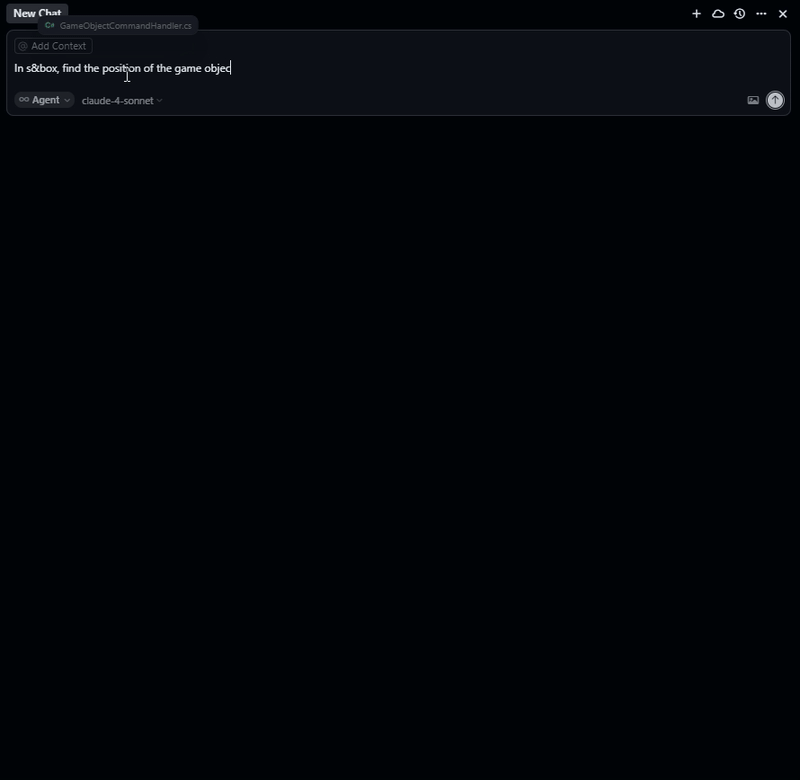 New Chat
C# GameObjectCommandHandler.cs
@ Add Context
In s&box, find the position of the game objec
Agent
claude-4-sonnet